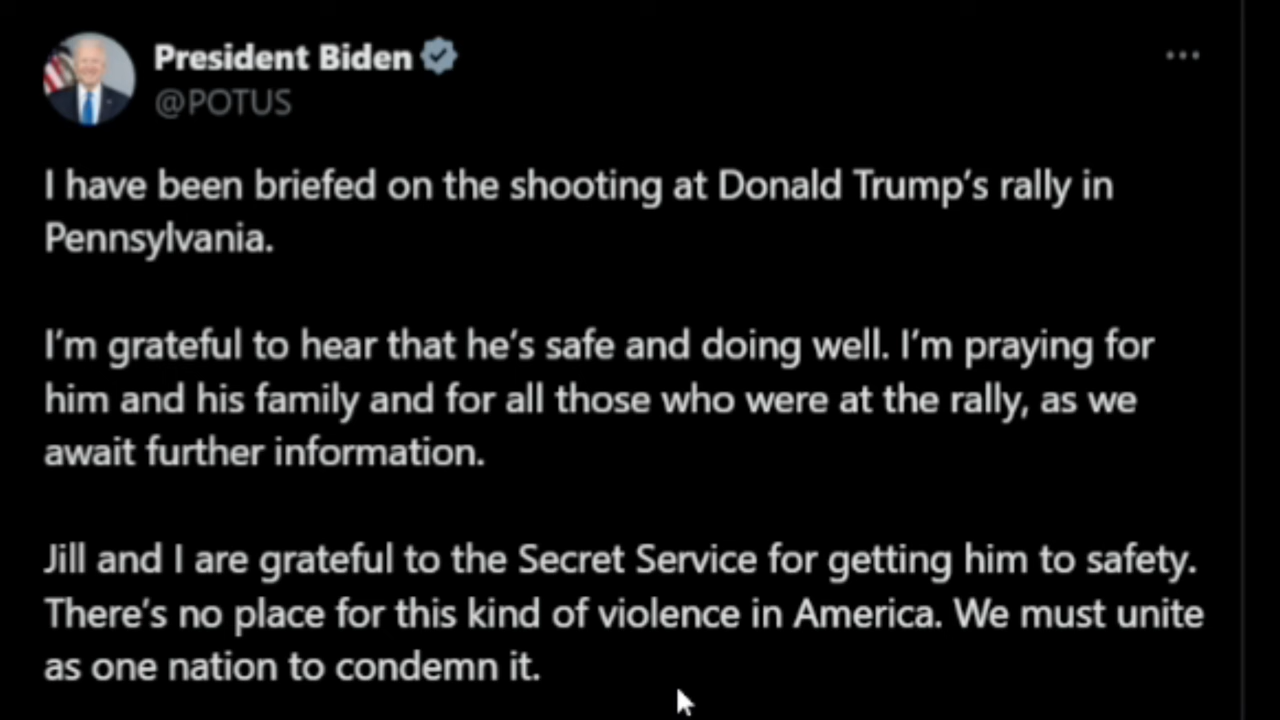 President Biden
@POTUS
I have been briefed on the shooting at Donald Trump’s rally in
Pennsylvania.
I’m grateful to hear that he’s safe and doing well. I’m praying for
him and his family and for all those who were at the rally, as we
await further information.
Jill and I are grateful to the Secret Service for getting him to safety.
There’s no place for this kind of violence in America. We must unite
as one nation to condemn it.